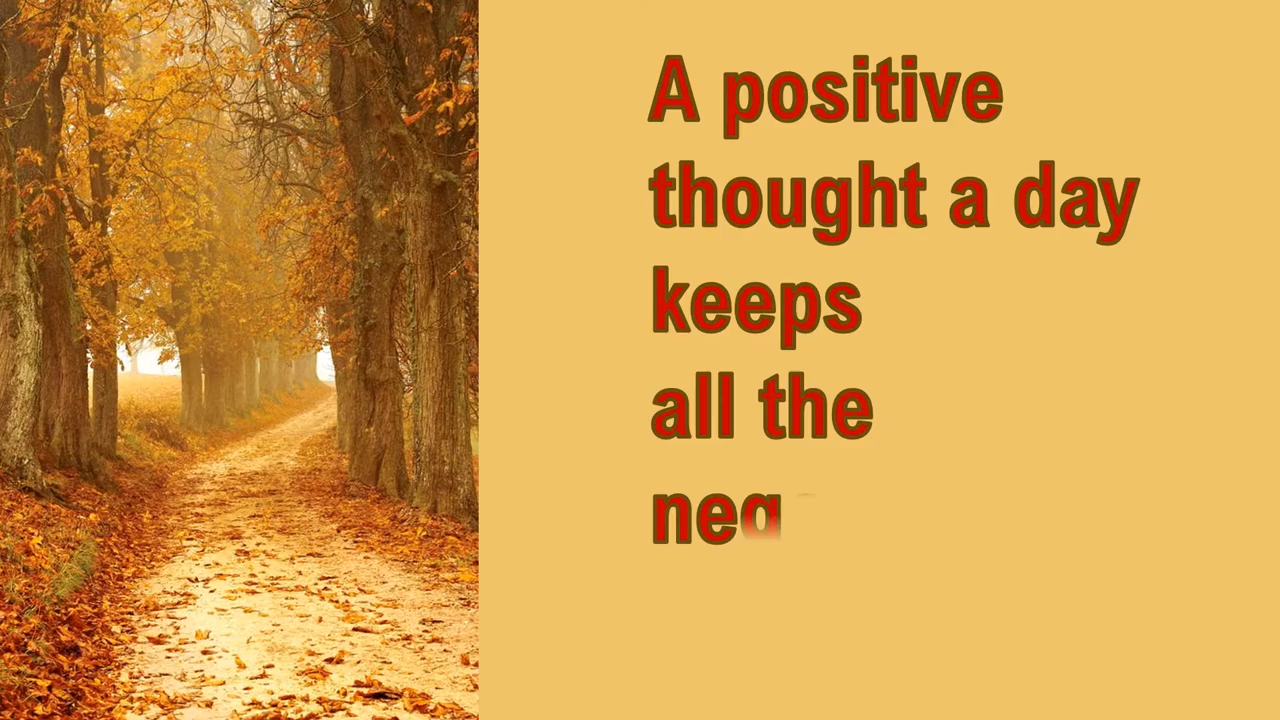 A positive
thought a day
keeps
all the
neg